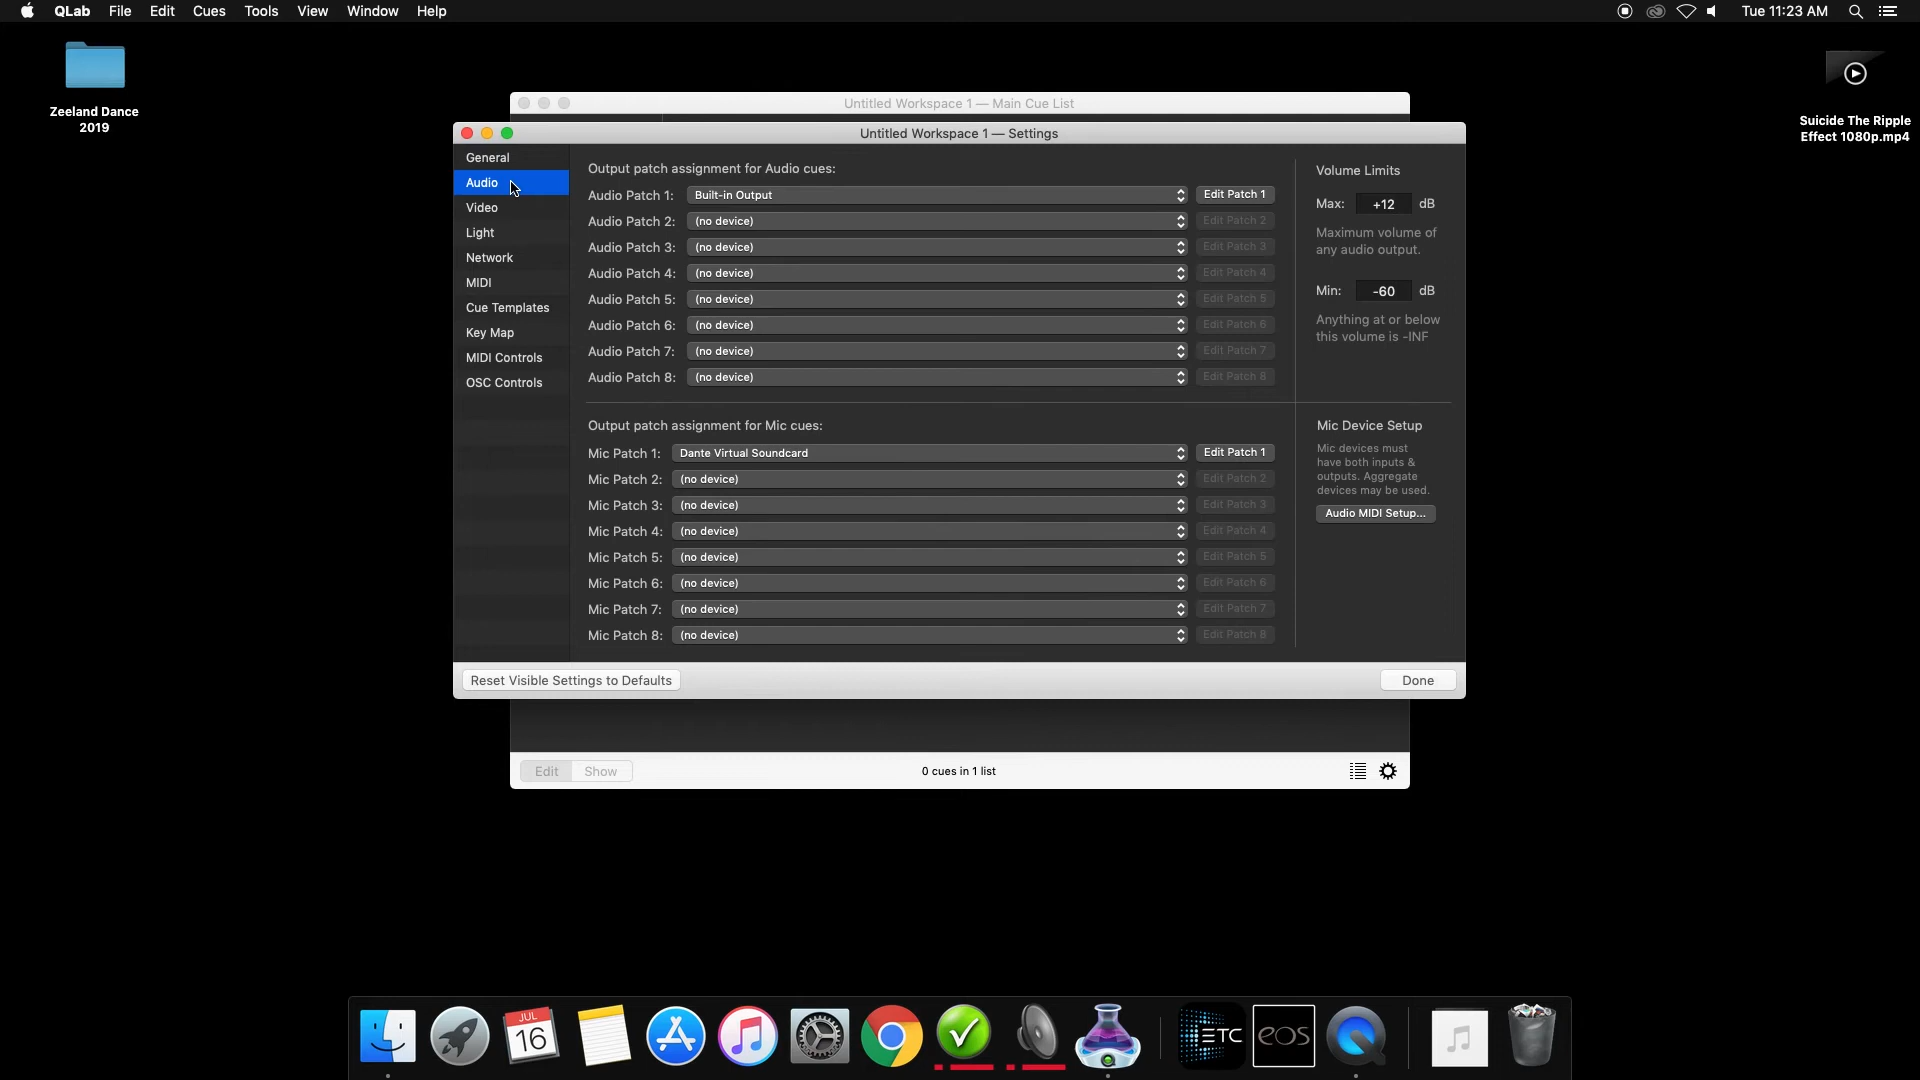 QLab File Edit Cues Tools View Window Help
Tue 11:23 AM
Zeeland Dance
2019
Suicide The Ripple
Effect 1080p.mp4
Untitled Workspace 1 — Main Cue List
Untitled Workspace 1 — Settings
General
Audio
Video
Light
Network
MIDI
Cue Templates
Key Map
MIDI Controls
OSC Controls
Output patch assignment for Audio cues:
Audio Patch 1: Built-in Output Edit Patch 1
Audio Patch 2: (no device) Edit Patch 2
Audio Patch 3: (no device) Edit Patch 3
Audio Patch 4: (no device) Edit Patch 4
Audio Patch 5: (no device) Edit Patch 5
Audio Patch 6: (no device) Edit Patch 6
Audio Patch 7: (no device) Edit Patch 7
Audio Patch 8: (no device) Edit Patch 8
Volume Limits
Max: +12 dB
Maximum volume of
any audio output.
Min: -60 dB
Anything at or below
this volume is -INF
Output patch assignment for Mic cues:
Mic Patch 1: Dante Virtual Soundcard Edit Patch 1
Mic Patch 2: (no device) Edit Patch 2
Mic Patch 3: (no device) Edit Patch 3
Mic Patch 4: (no device) Edit Patch 4
Mic Patch 5: (no device) Edit Patch 5
Mic Patch 6: (no device) Edit Patch 6
Mic Patch 7: (no device) Edit Patch 7
Mic Patch 8: (no device) Edit Patch 8
Mic Device Setup
Mic devices must
have both inputs &
outputs. Aggregate
devices may be used.
Audio MIDI Setup...
Reset Visible Settings to Defaults
Done
Edit Show
0 cues in 1 list
JUL
16
ETC
eos